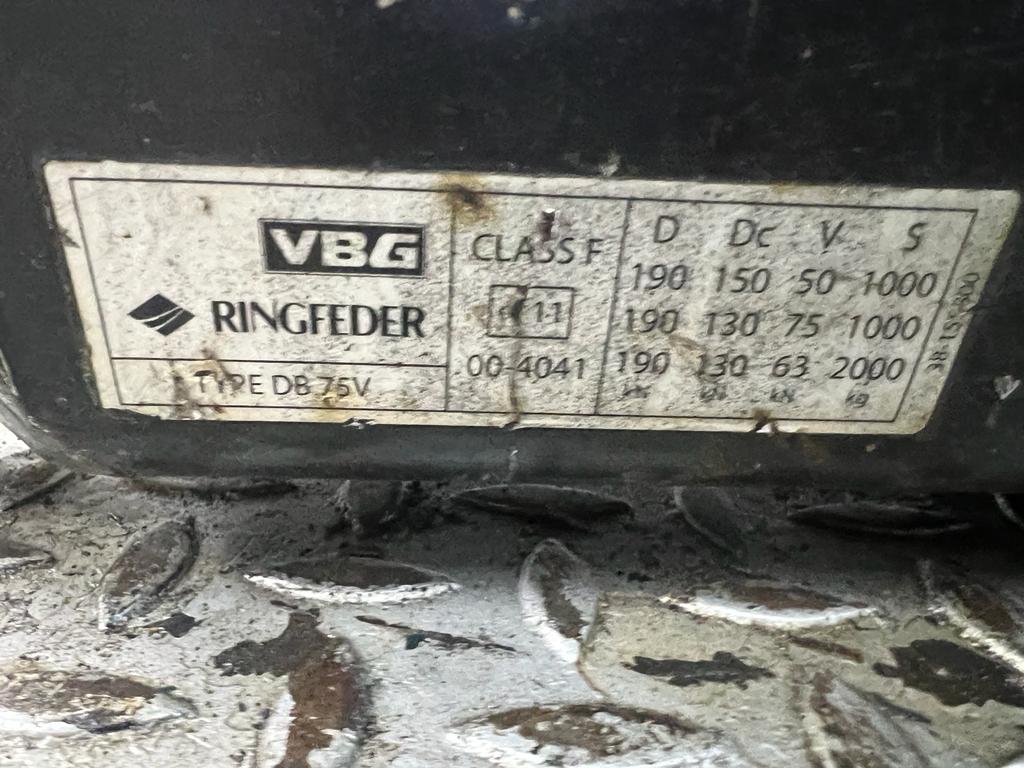 VBG
RINGFEDER
TYPE DB 75V
CLASS F
e 11
00-4041
D Dc V S
190 150 50 1000
190 130 75 1000
190 130 63 2000
kN kN kN kg